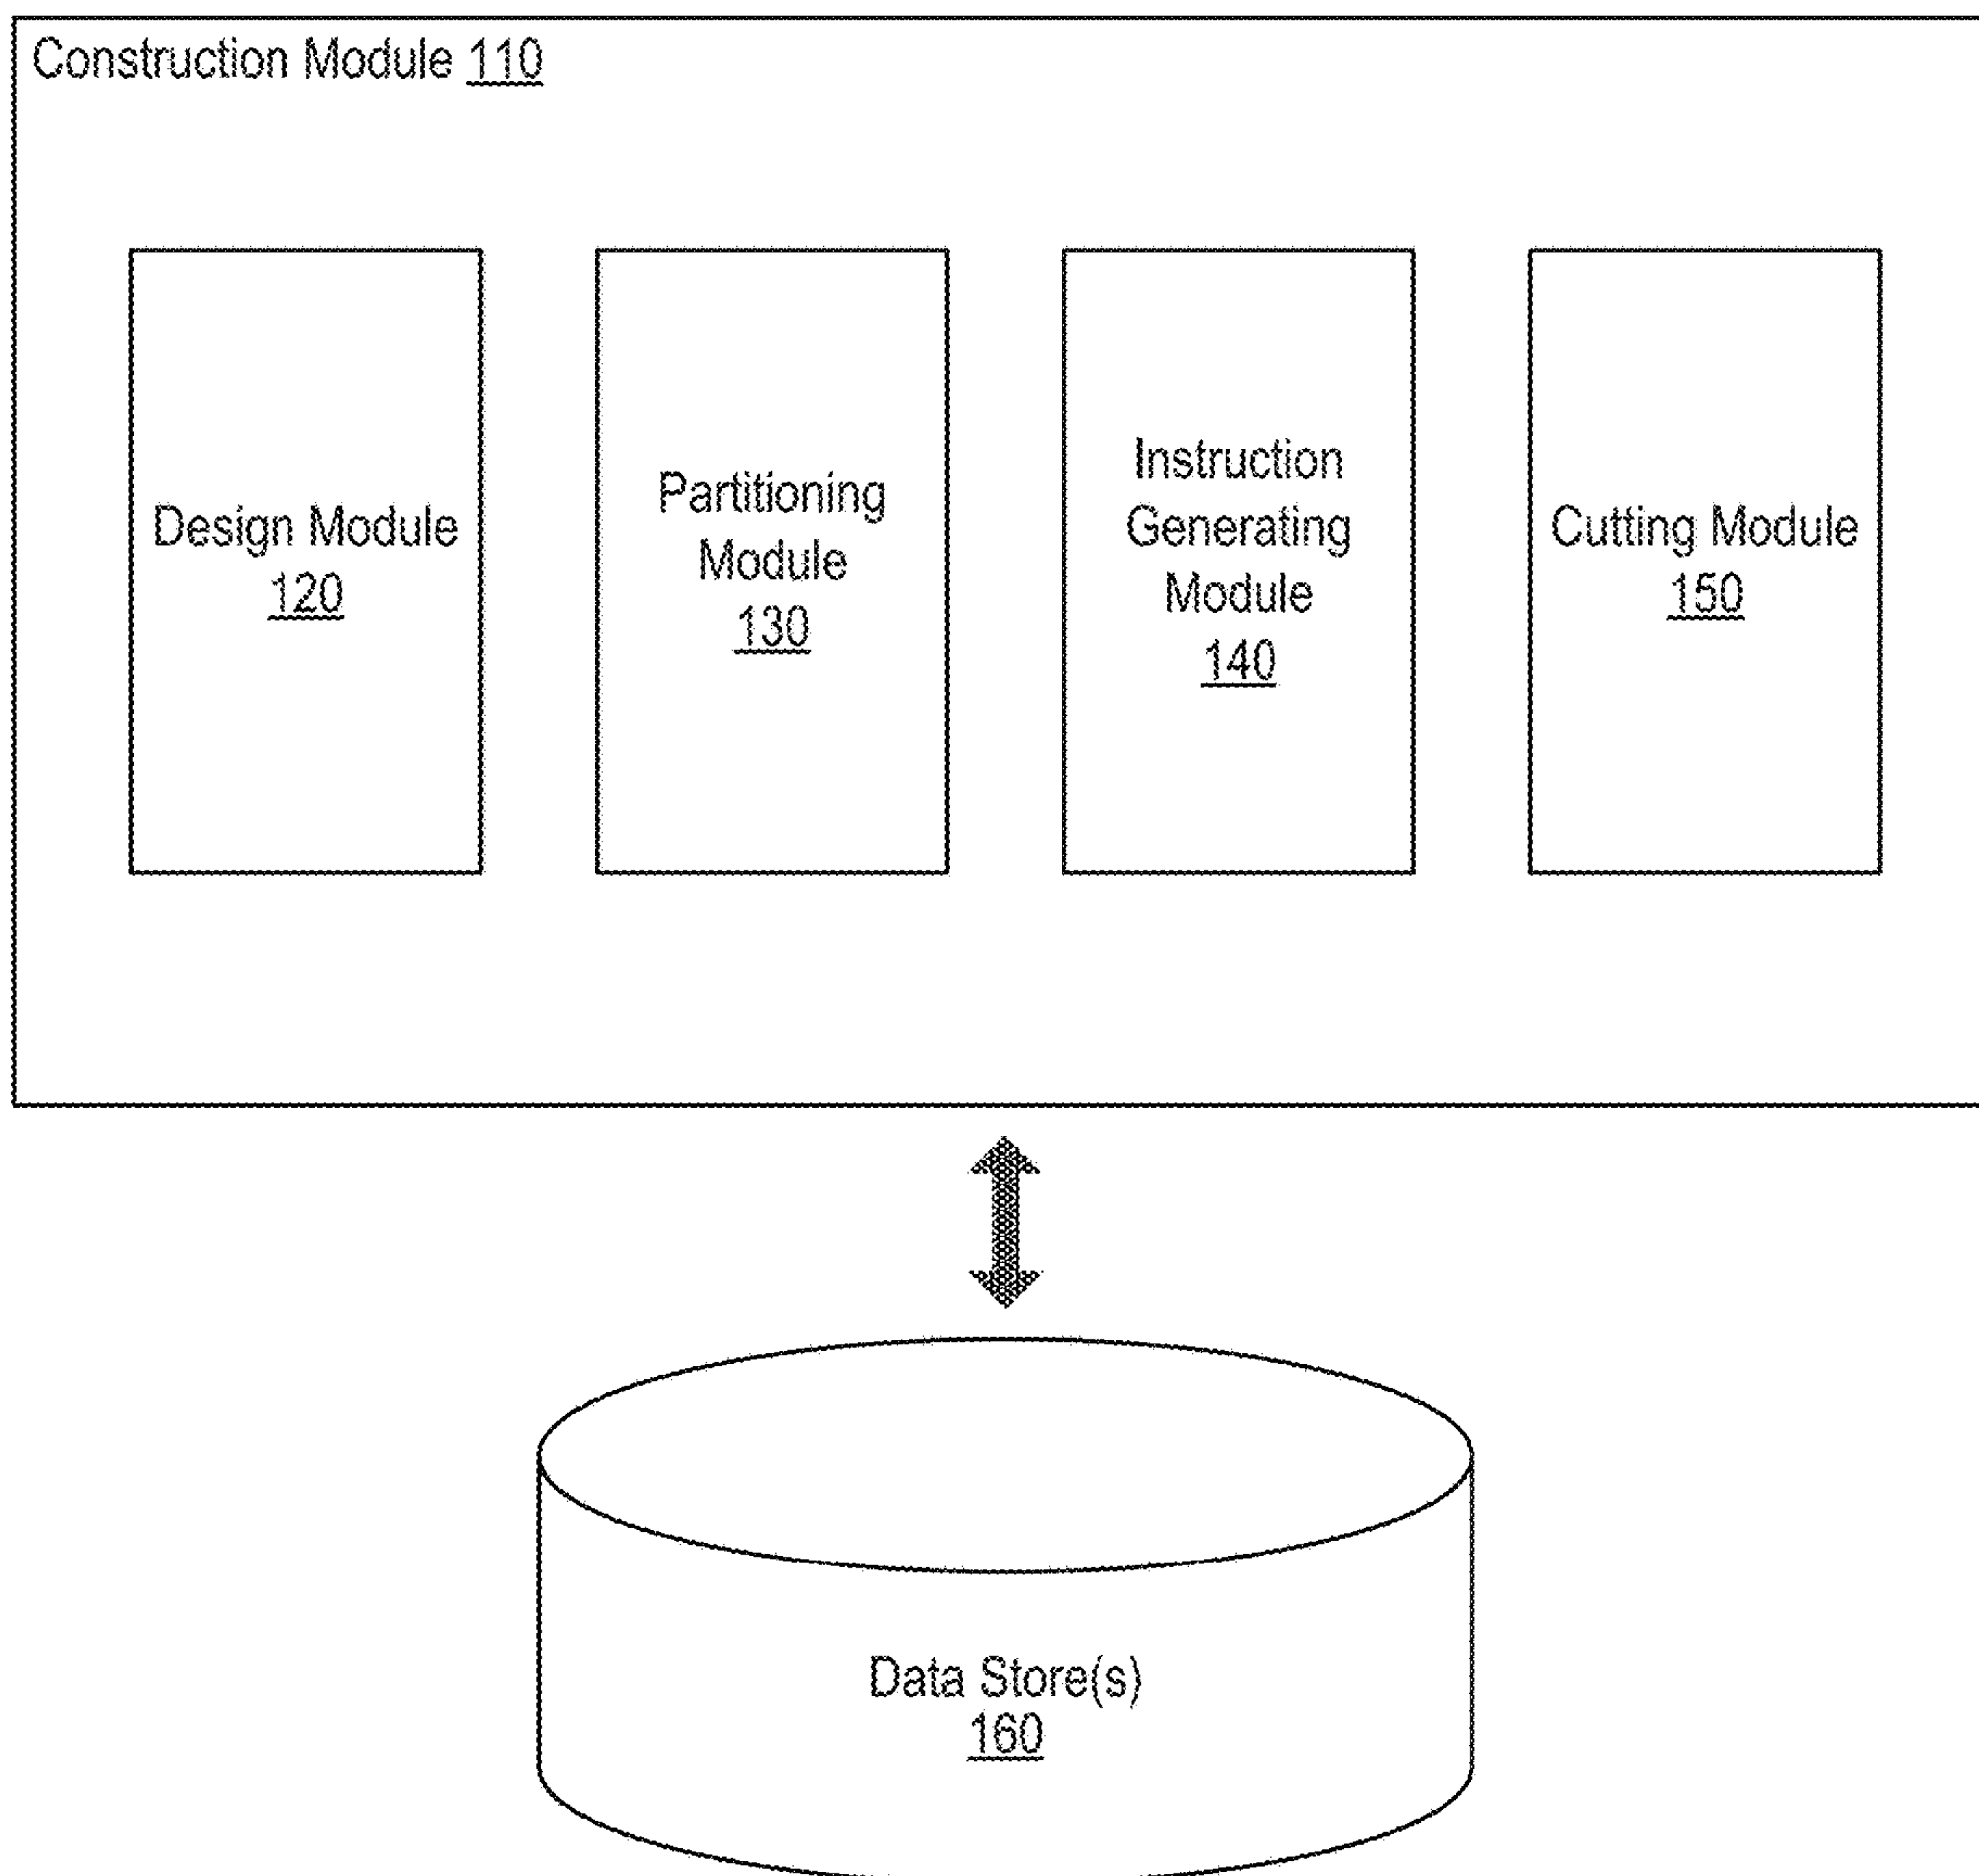 Construction Module 110
Design Module
120
Partitioning
Module
130
Instruction
Generating
Module
140
Cutting Module
150
Data Store(s)
160